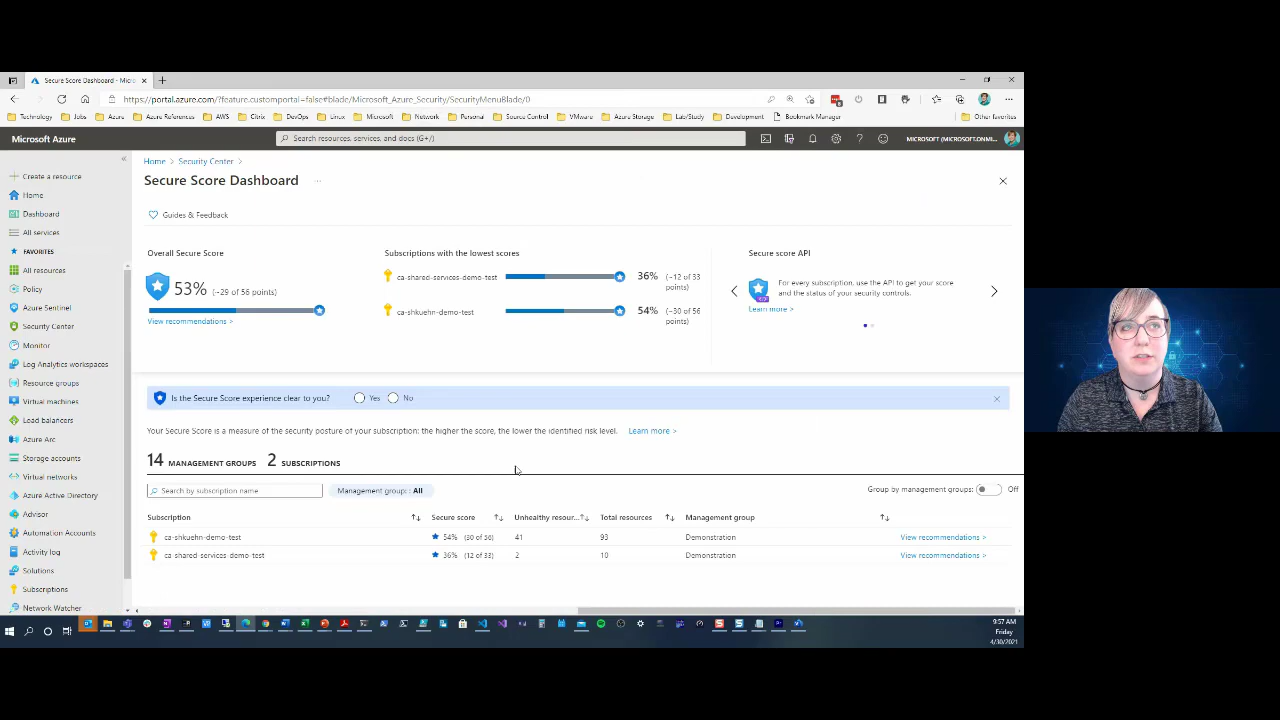 Secure Score Dashboard - Micro
https://portal.azure.com/?feature.customportal=false#blade/Microsoft_Azure_Security/SecurityMenuBlade/0
Technology Jobs Azure Azure References AWS Citrix DevOps Linux Microsoft Network Personal Source Control VMware Azure Storage Lab/Study Development Bookmark Manager Other favorites
Microsoft Azure
Search resources, services, and docs (G+/)
MICROSOFT (MICROSOFT.ONM...
Home > Security Center >
Secure Score Dashboard ...
Guides & Feedback
Create a resource
Home
Dashboard
All services
FAVORITES
All resources
Policy
Azure Sentinel
Security Center
Monitor
Log Analytics workspaces
Resource groups
Virtual machines
Load balancers
Azure Arc
Storage accounts
Virtual networks
Azure Active Directory
Advisor
Automation Accounts
Activity log
Solutions
Subscriptions
Network Watcher
Overall Secure Score
53% (~29 of 56 points)
View recommendations >
Subscriptions with the lowest scores
ca-shared-services-demo-test 36% (~12 of 33
points)
ca-shkuehn-demo-test 54% (~30 of 56
points)
Secure score API
For every subscription, use the API to get your score
and the status of your security controls.
Learn more >
Is the Secure Score experience clear to you? Yes No
Your Secure Score is a measure of the security posture of your subscription: the higher the score, the lower the identified risk level. Learn more >
14 MANAGEMENT GROUPS 2 SUBSCRIPTIONS
Search by subscription name Management group: : All Group by management groups: Off
Subscription Secure score Unhealthy resour... Total resources Management group
ca-shkuehn-demo-test 54% (30 of 56) 41 93 Demonstration View recommendations >
ca-shared-services-demo-test 36% (12 of 33) 2 10 Demonstration View recommendations >
9:57 AM
Friday
4/30/2021